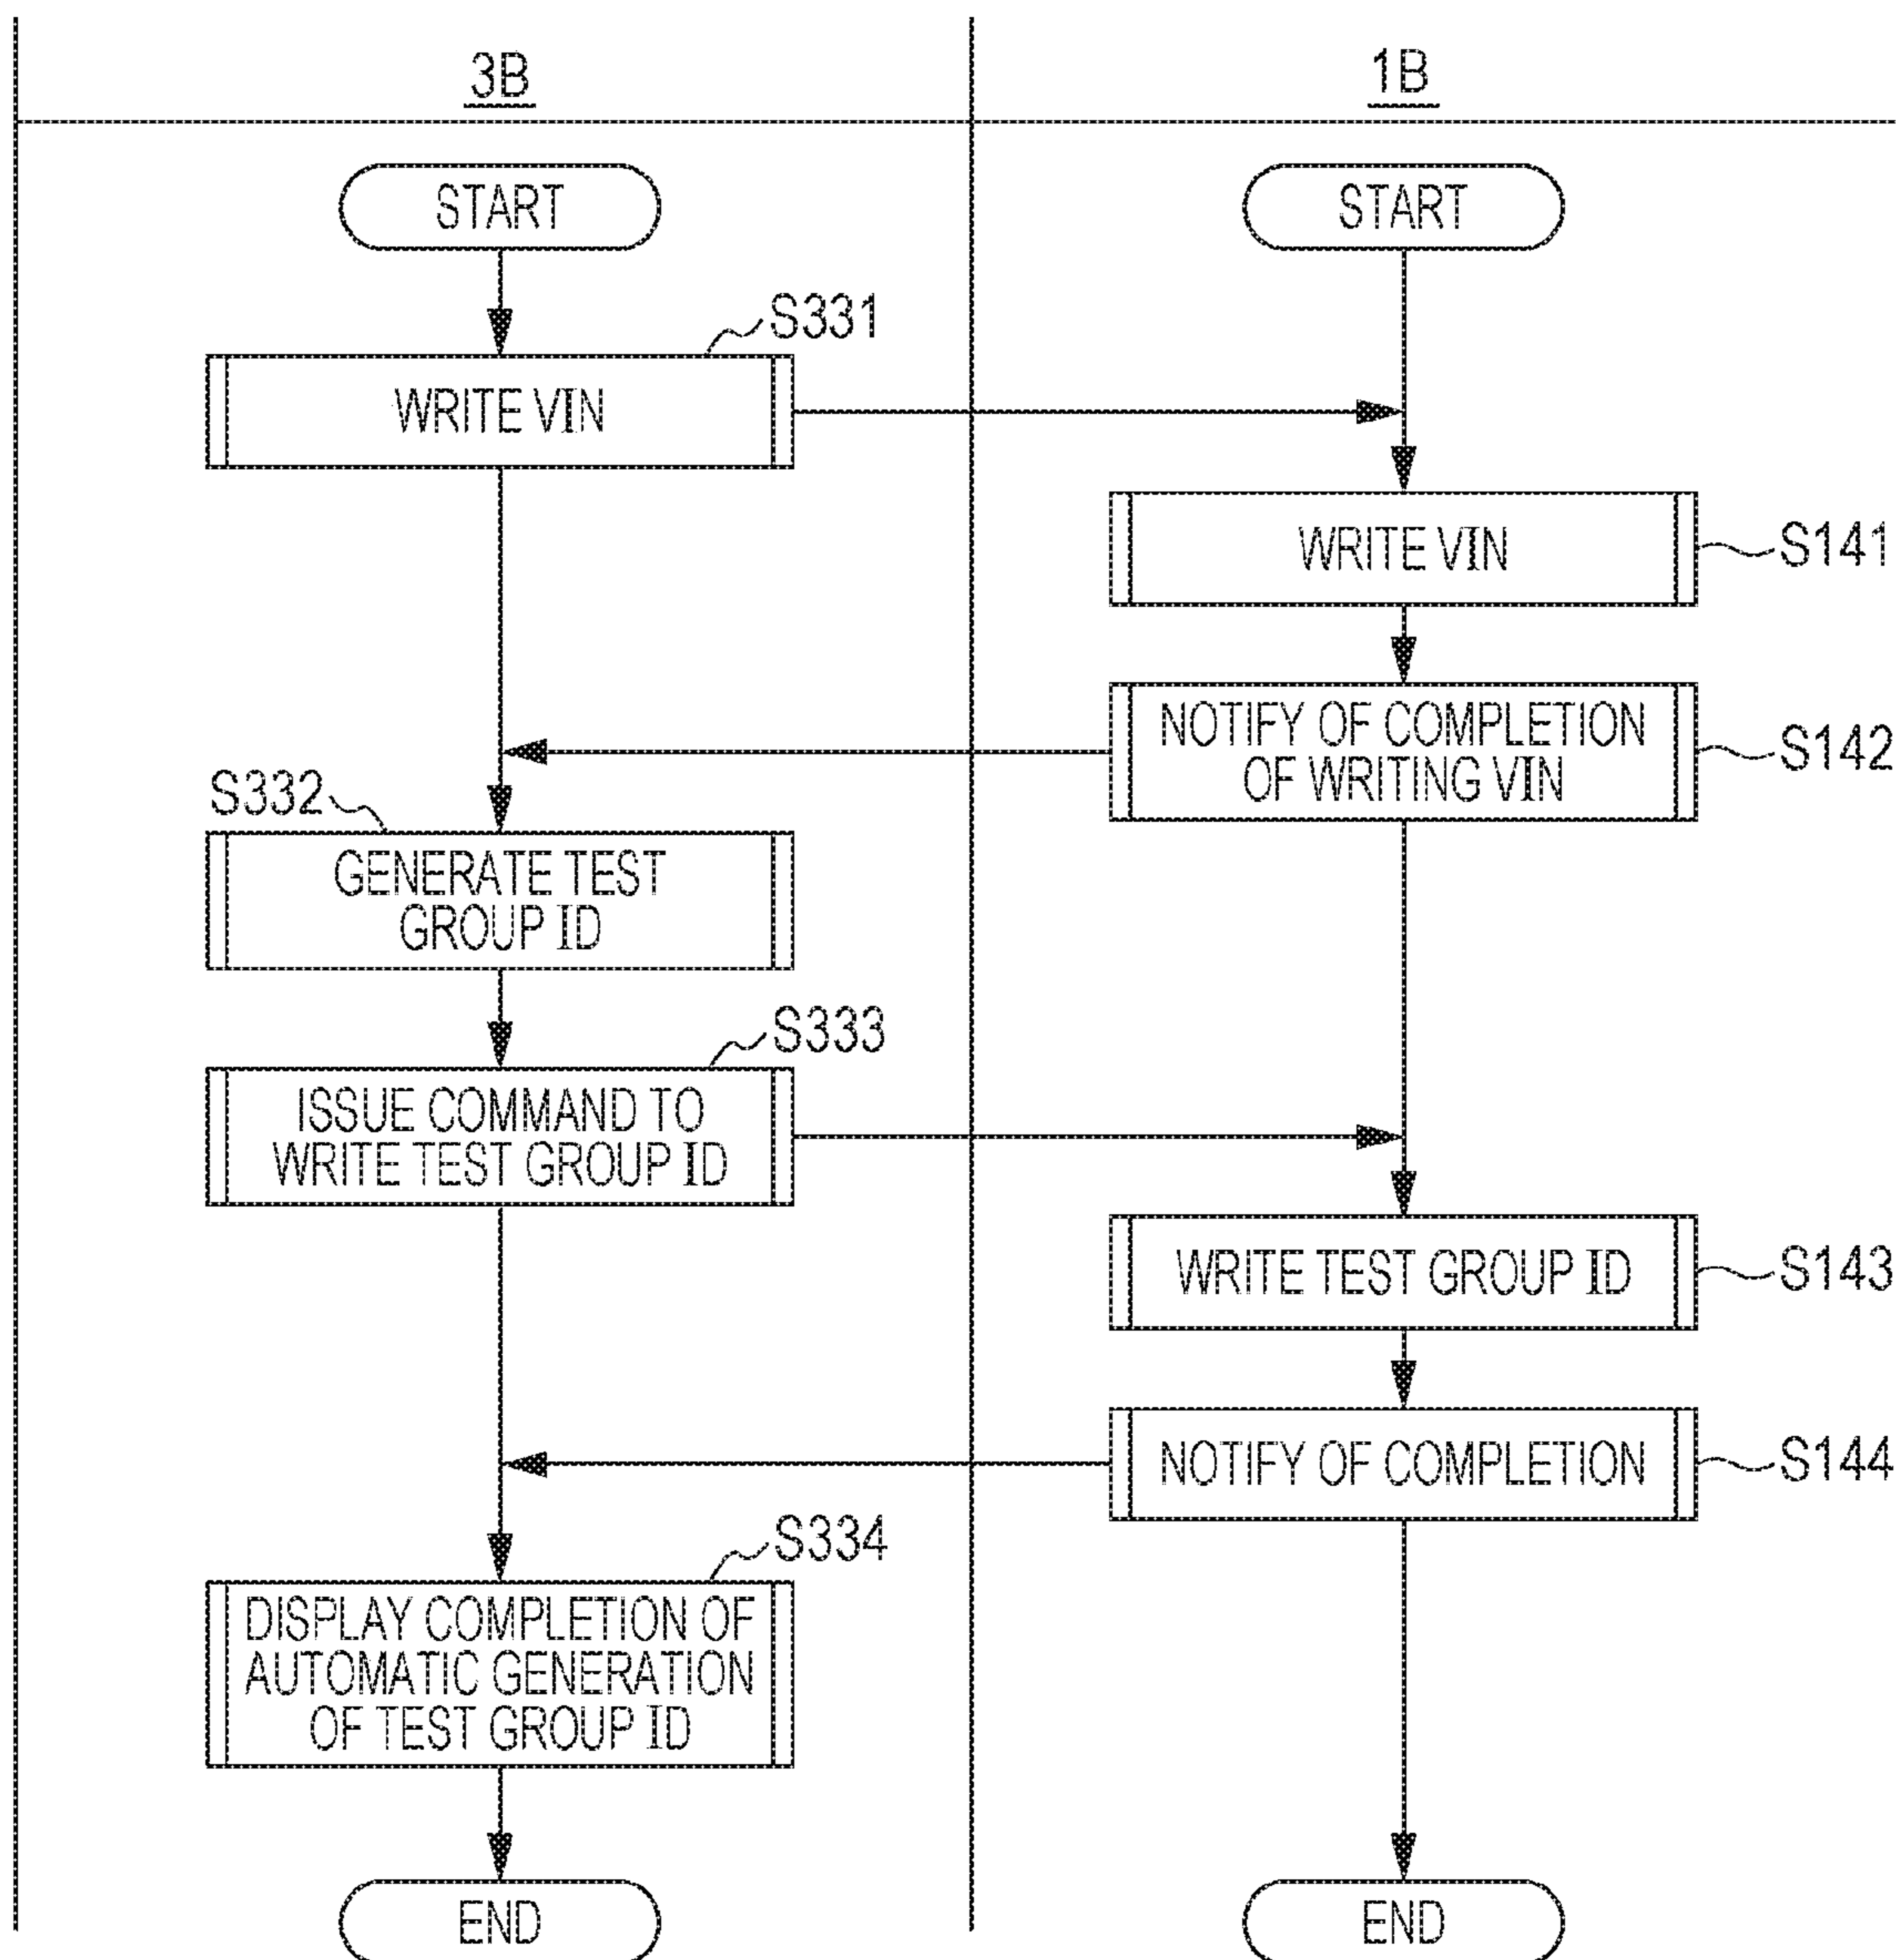 3B
1B
START
START
S331
WRITE VIN
WRITE VIN
S141
NOTIFY OF COMPLETION
OF WRITING VIN
S142
S332
GENERATE TEST
GROUP ID
S333
ISSUE COMMAND TO
WRITE TEST GROUP ID
WRITE TEST GROUP ID
S143
NOTIFY OF COMPLETION
S144
S334
DISPLAY COMPLETION OF
AUTOMATIC GENERATION
OF TEST GROUP ID
END
END